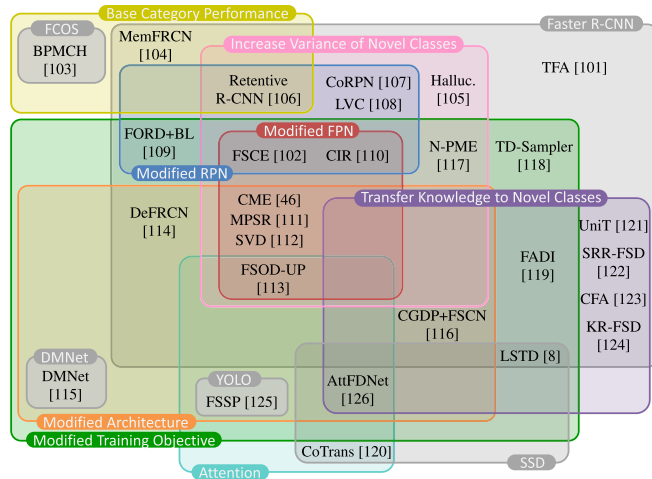 Base Category Performance
FCOS
BPMCH
[103]
MemFRCN
[104]
Faster R-CNN
Increase Variance of Novel Classes
TFA [101]
Retentive
R-CNN [106]
CoRPN [107]
LVC [108]
Halluc.
[105]
FORD+BL
[109]
Modified FPN
FSCE [102]
CIR [110]
N-PME
[117]
TD-Sampler
[118]
Modified RPN
DeFRCN
[114]
CME [46]
MPSR [111]
SVD [112]
Transfer Knowledge to Novel Classes
UniT [121]
SRR-FSD
[122]
CFA [123]
KR-FSD
[124]
FADI
[119]
FSOD-UP
[113]
CGDP+FSCN
[116]
LSTD [8]
DMNet
DMNet
[115]
YOLO
FSSP [125]
AttFDNet
[126]
Modified Architecture
Modified Training Objective
CoTrans [120]
Attention
SSD